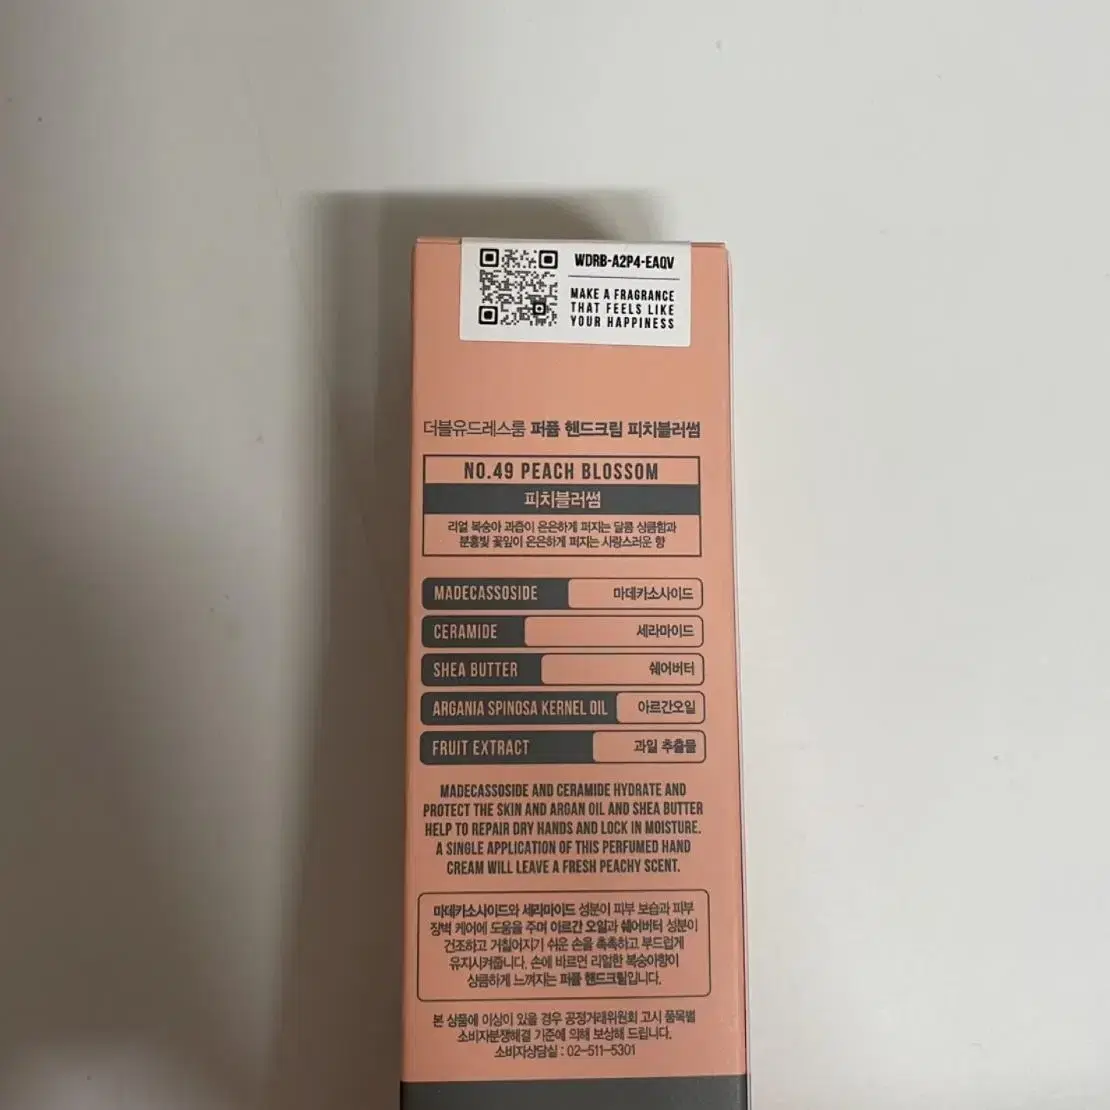 WDRB-A2P4-EAQV
MAKE A FRAGRANCE
THAT FEELS LIKE
YOUR HAPPINESS
더블유드레스룸 퍼퓸 핸드크림 피치블러썸
NO.49 PEACH BLOSSOM
피치블러썸
리얼 복숭아 과즙이 은은하게 퍼지는 달콤 상큼함과
분홍빛 꽃잎이 은은하게 퍼지는 사랑스러운 향
MADECASSOSIDE 마데카소사이드
CERAMIDE 세라마이드
SHEA BUTTER 쉐어버터
ARGANIA SPINOSA KERNEL OIL 아르간오일
FRUIT EXTRACT 과일 추출물
MADECASSOSIDE AND CERAMIDE HYDRATE AND
PROTECT THE SKIN AND ARGAN OIL AND SHEA BUTTER
HELP TO REPAIR DRY HANDS AND LOCK IN MOISTURE.
A SINGLE APPLICATION OF THIS PERFUMED HAND
CREAM WILL LEAVE A FRESH PEACHY SCENT.
마데카소사이드와 세라마이드 성분이 피부 보습과 피부
장벽 케어에 도움을 주며 아르간 오일과 쉐어버터 성분이
건조하고 거칠어지기 쉬운 손을 촉촉하고 부드럽게
유지시켜줍니다. 손에 바르면 리얼한 복숭아향이
상큼하게 느껴지는 퍼퓸 핸드크림입니다.
본 상품에 이상이 있을 경우 공정거래위원회 고시 품목별
소비자분쟁해결 기준에 의해 보상해 드립니다.
소비자상담실 : 02-511-5301